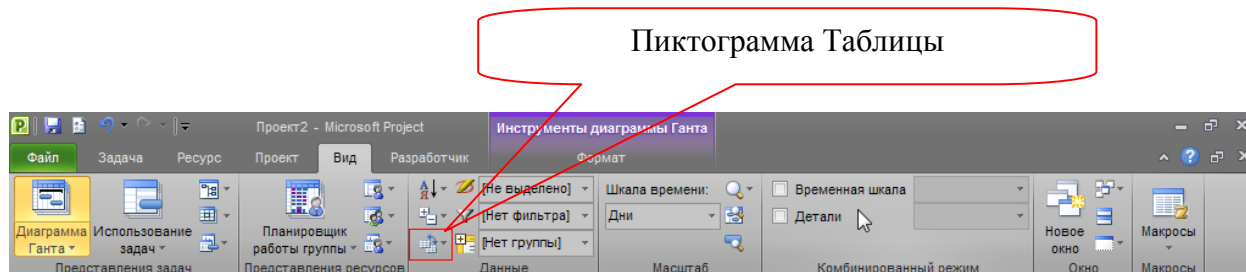 Пиктограмма Таблицы
Проект2 - Microsoft Project
Инструменты диаграммы Ганта
Файл Задача Ресурс Проект Вид Разработчик Формат
[Не выделено] Шкала времени: Временная шкала
[Нет фильтра] Дни Детали
Диаграмма Ганта
Использование задач
Планировщик работы группы
[Нет группы]
Новое окно
Макросы
Представления задач Представления ресурсов Данные Масштаб Комбинированный режим Окно Макросы